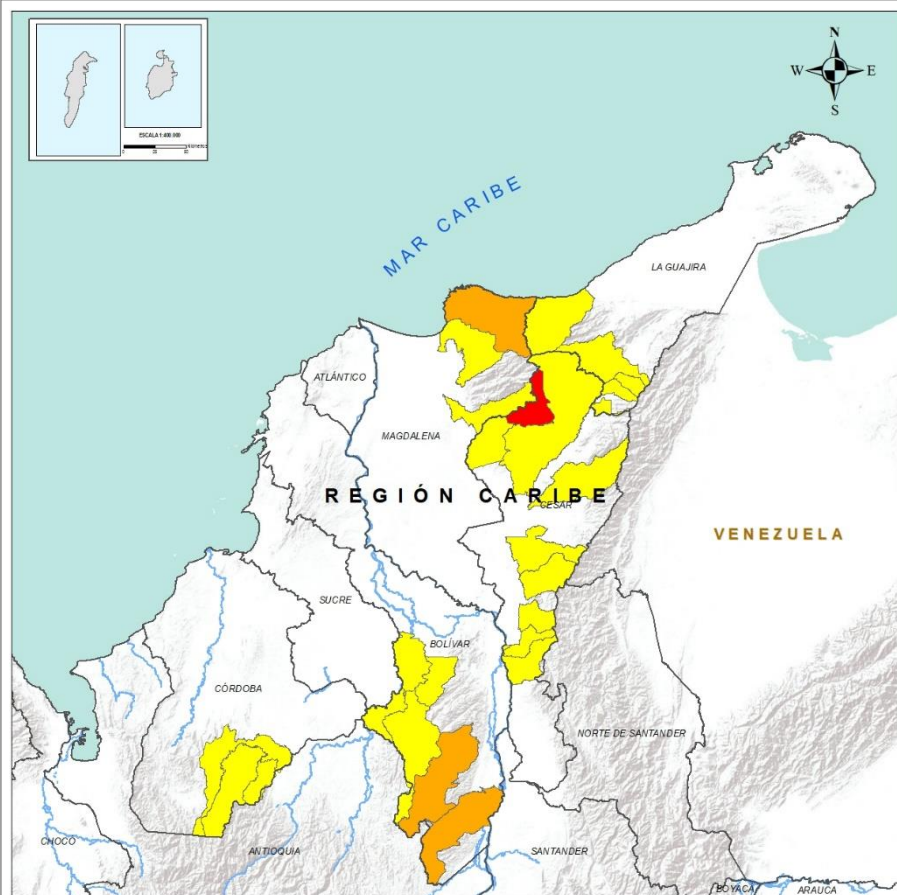 ESCALA 1:400.000
N
W
E
S
MAR CARIBE
LA GUAJIRA
ATLÁNTICO
MAGDALENA
REGIÓN CARIBE
CESAR
VENEZUELA
SUCRE
BOLÍVAR
CÓRDOBA
NORTE DE SANTANDER
CHOCÓ
ANTIOQUIA
SANTANDER
BOYACÁ
ARAUCA